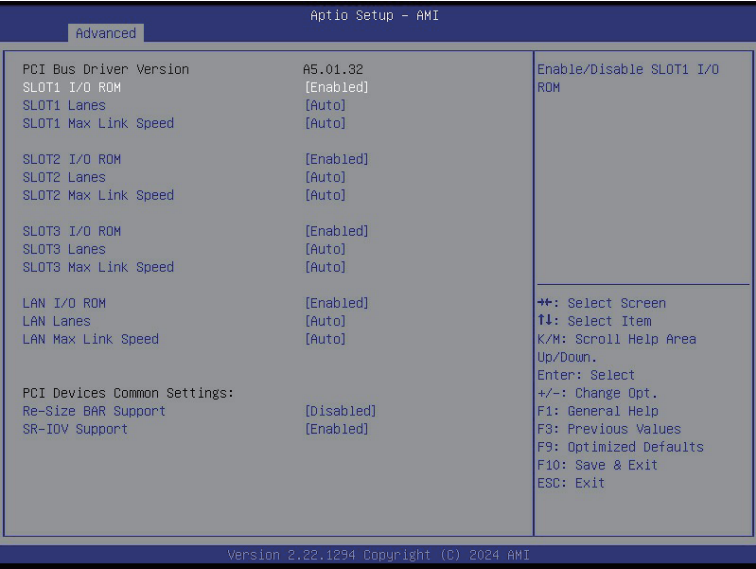 Aptio Setup – AMI
Advanced
PCI Bus Driver Version A5.01.32
SLOT1 I/O ROM [Enabled]
SLOT1 Lanes [Auto]
SLOT1 Max Link Speed [Auto]
SLOT2 I/O ROM [Enabled]
SLOT2 Lanes [Auto]
SLOT2 Max Link Speed [Auto]
SLOT3 I/O ROM [Enabled]
SLOT3 Lanes [Auto]
SLOT3 Max Link Speed [Auto]
LAN I/O ROM [Enabled]
LAN Lanes [Auto]
LAN Max Link Speed [Auto]
PCI Devices Common Settings:
Re-Size BAR Support [Disabled]
SR-IOV Support [Enabled]
Enable/Disable SLOT1 I/O
ROM
→←: Select Screen
↑↓: Select Item
K/M: Scroll Help Area
Up/Down.
Enter: Select
+/-: Change Opt.
F1: General Help
F3: Previous Values
F9: Optimized Defaults
F10: Save & Exit
ESC: Exit
Version 2.22.1294 Copyright (C) 2024 AMI